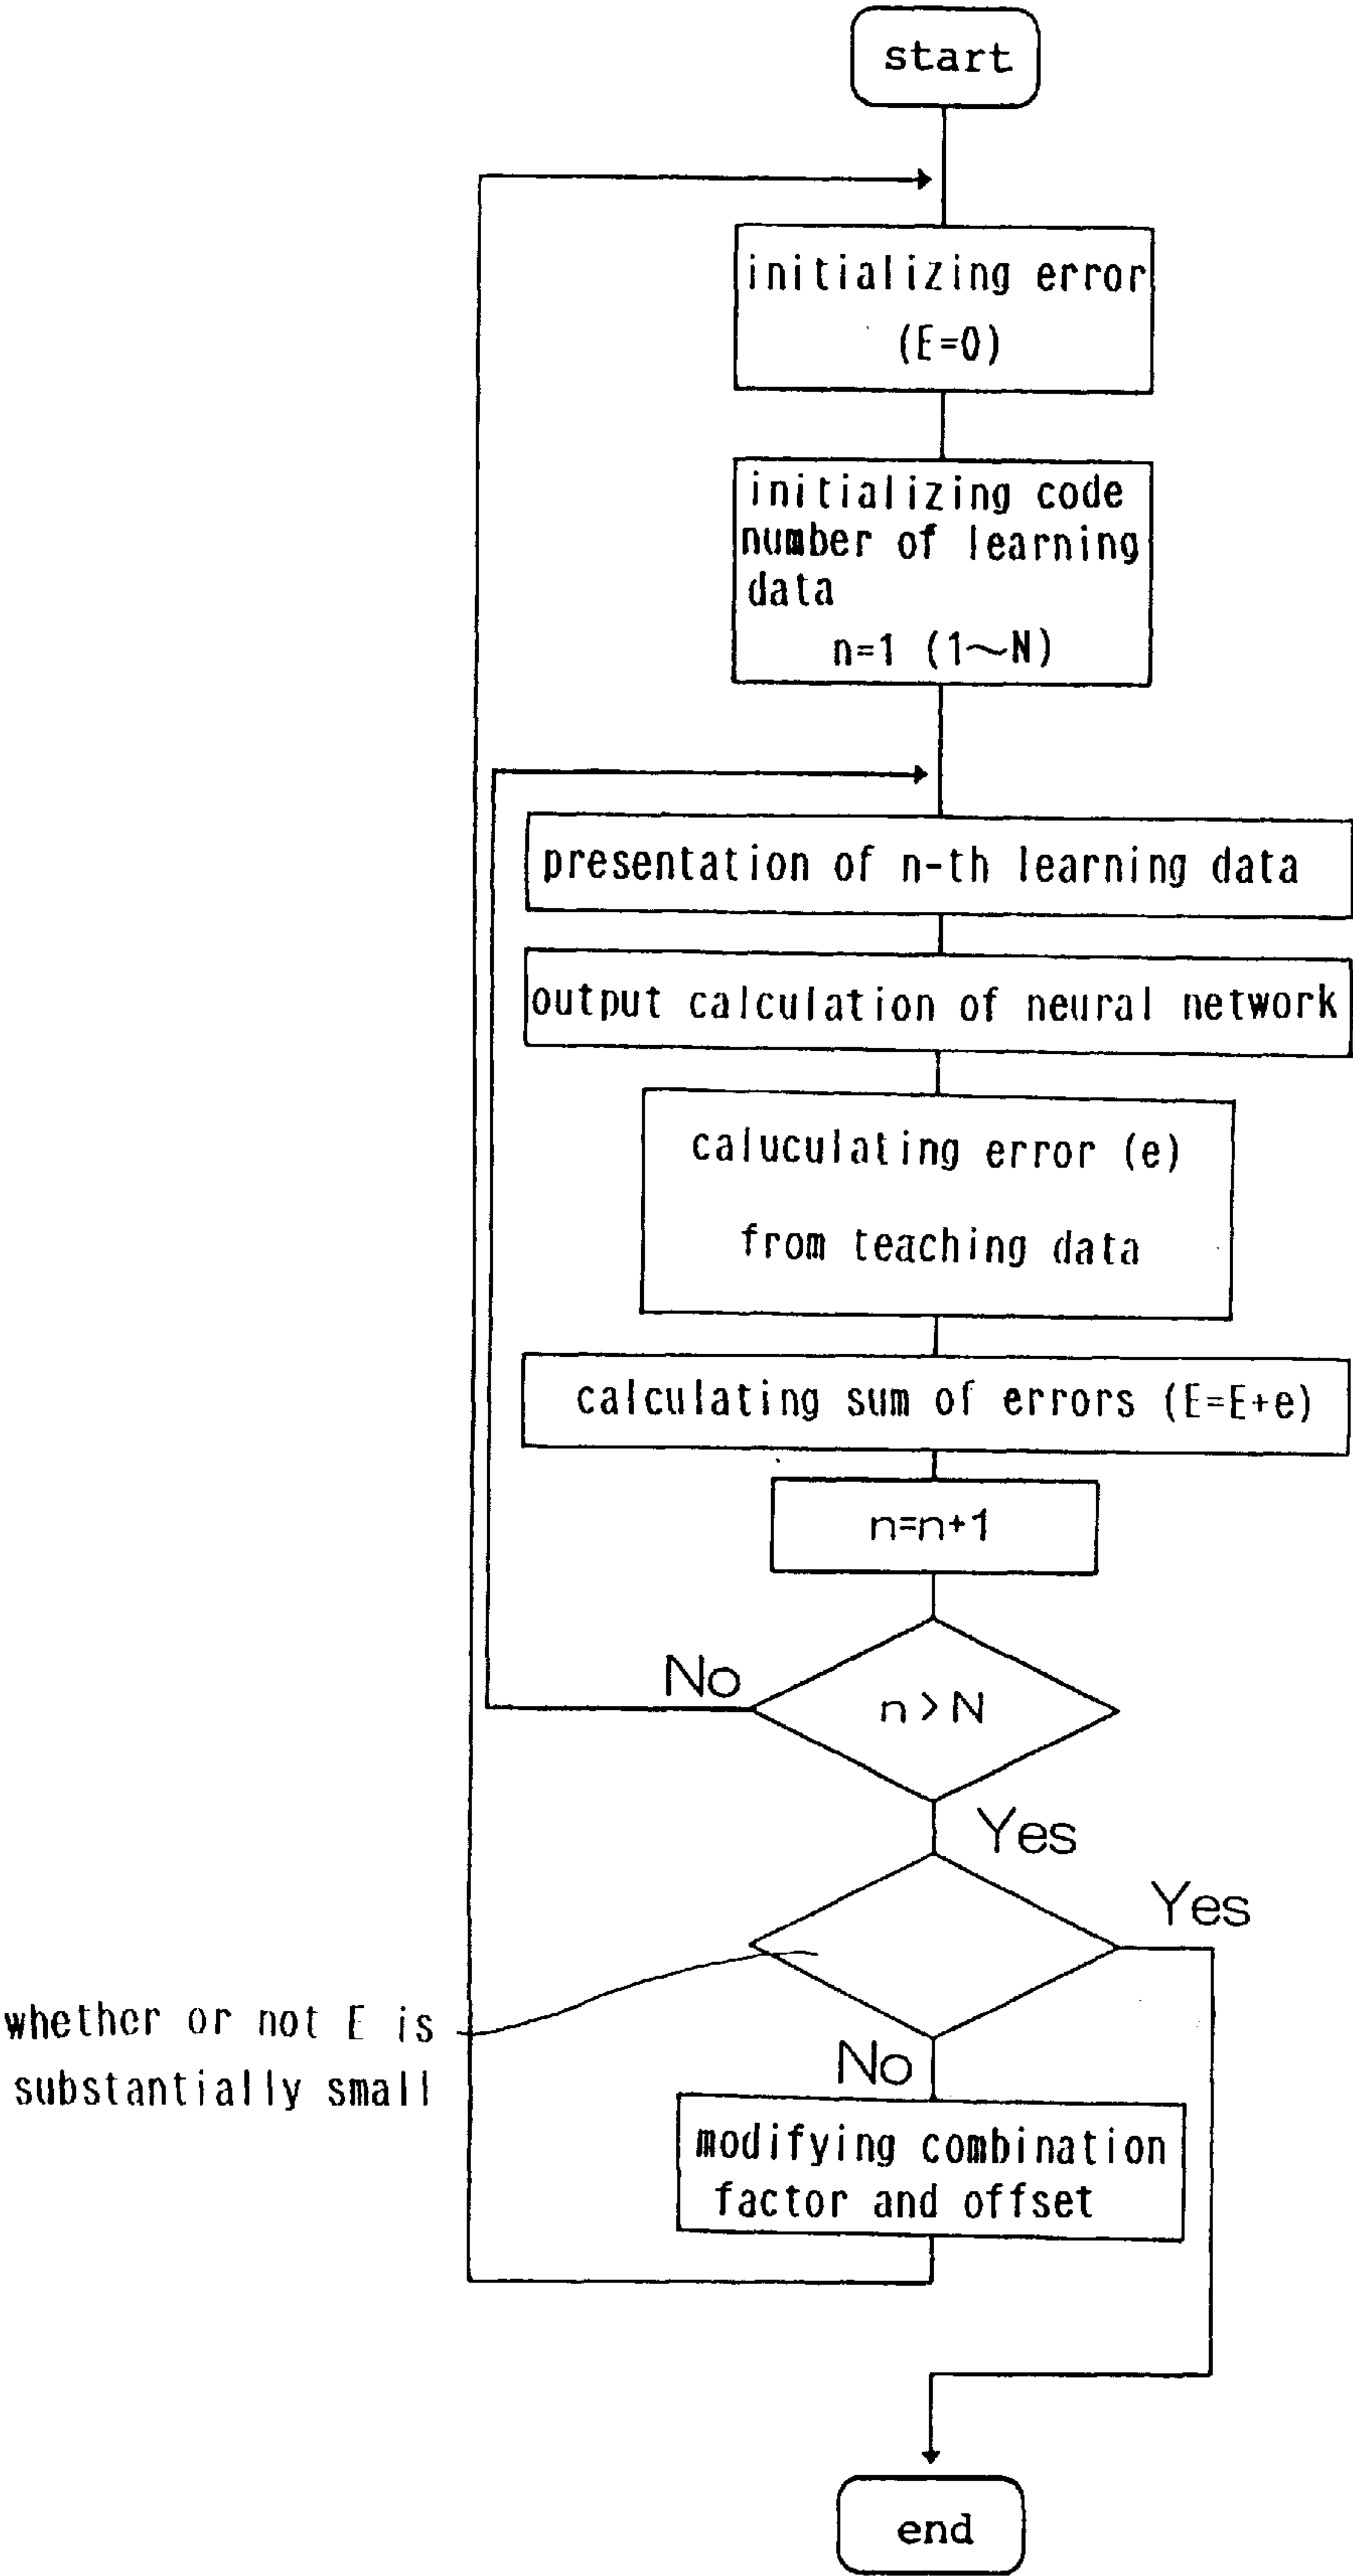 start
initializing error
(E=0)
initializing code
number of learning
data
n=1 (1~N)
presentation of n-th learning data
output calculation of neural network
caluculating error (e)
from teaching data
calculating sum of errors (E=E+e)
n=n+1
No
n>N
Yes
Yes
whether or not E is
substantially small
No
modifying combination
factor and offset
end